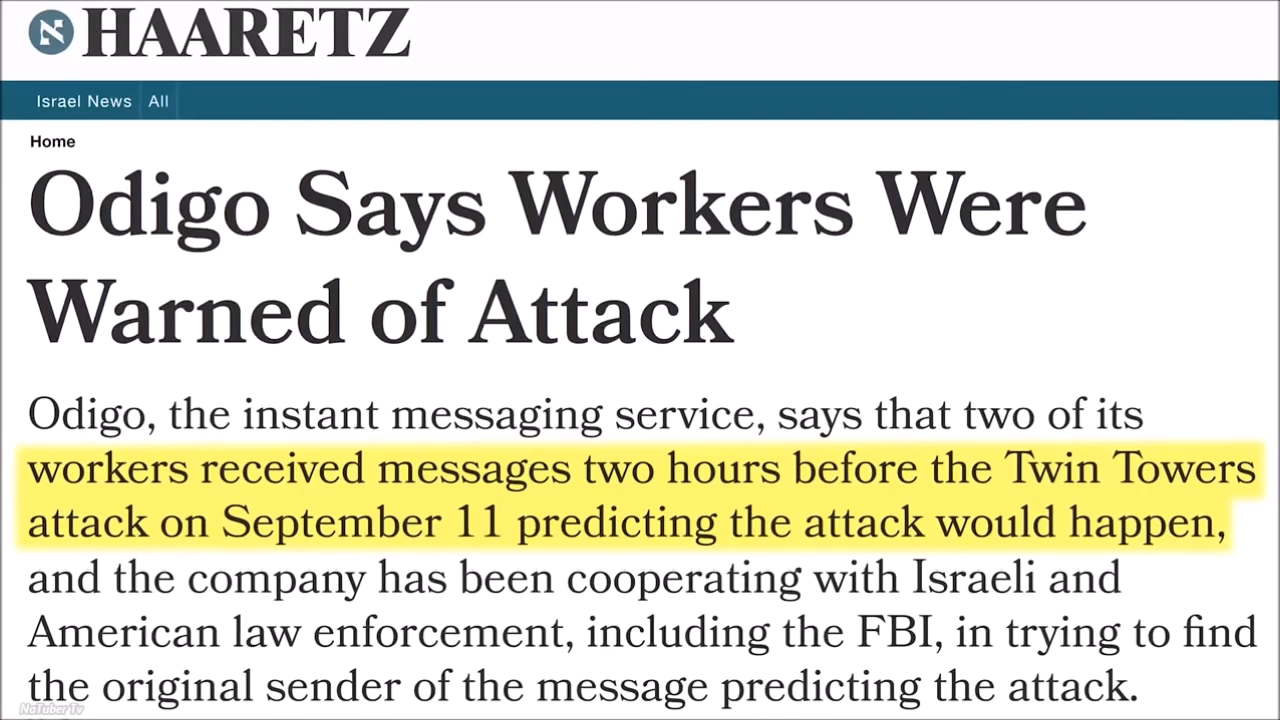 HAARETZ
Israel News All
Home
Odigo Says Workers Were
Warned of Attack
Odigo, the instant messaging service, says that two of its
workers received messages two hours before the Twin Towers
attack on September 11 predicting the attack would happen,
and the company has been cooperating with Israeli and
American law enforcement, including the FBI, in trying to find
the original sender of the message predicting the attack.
NaTuber Tv